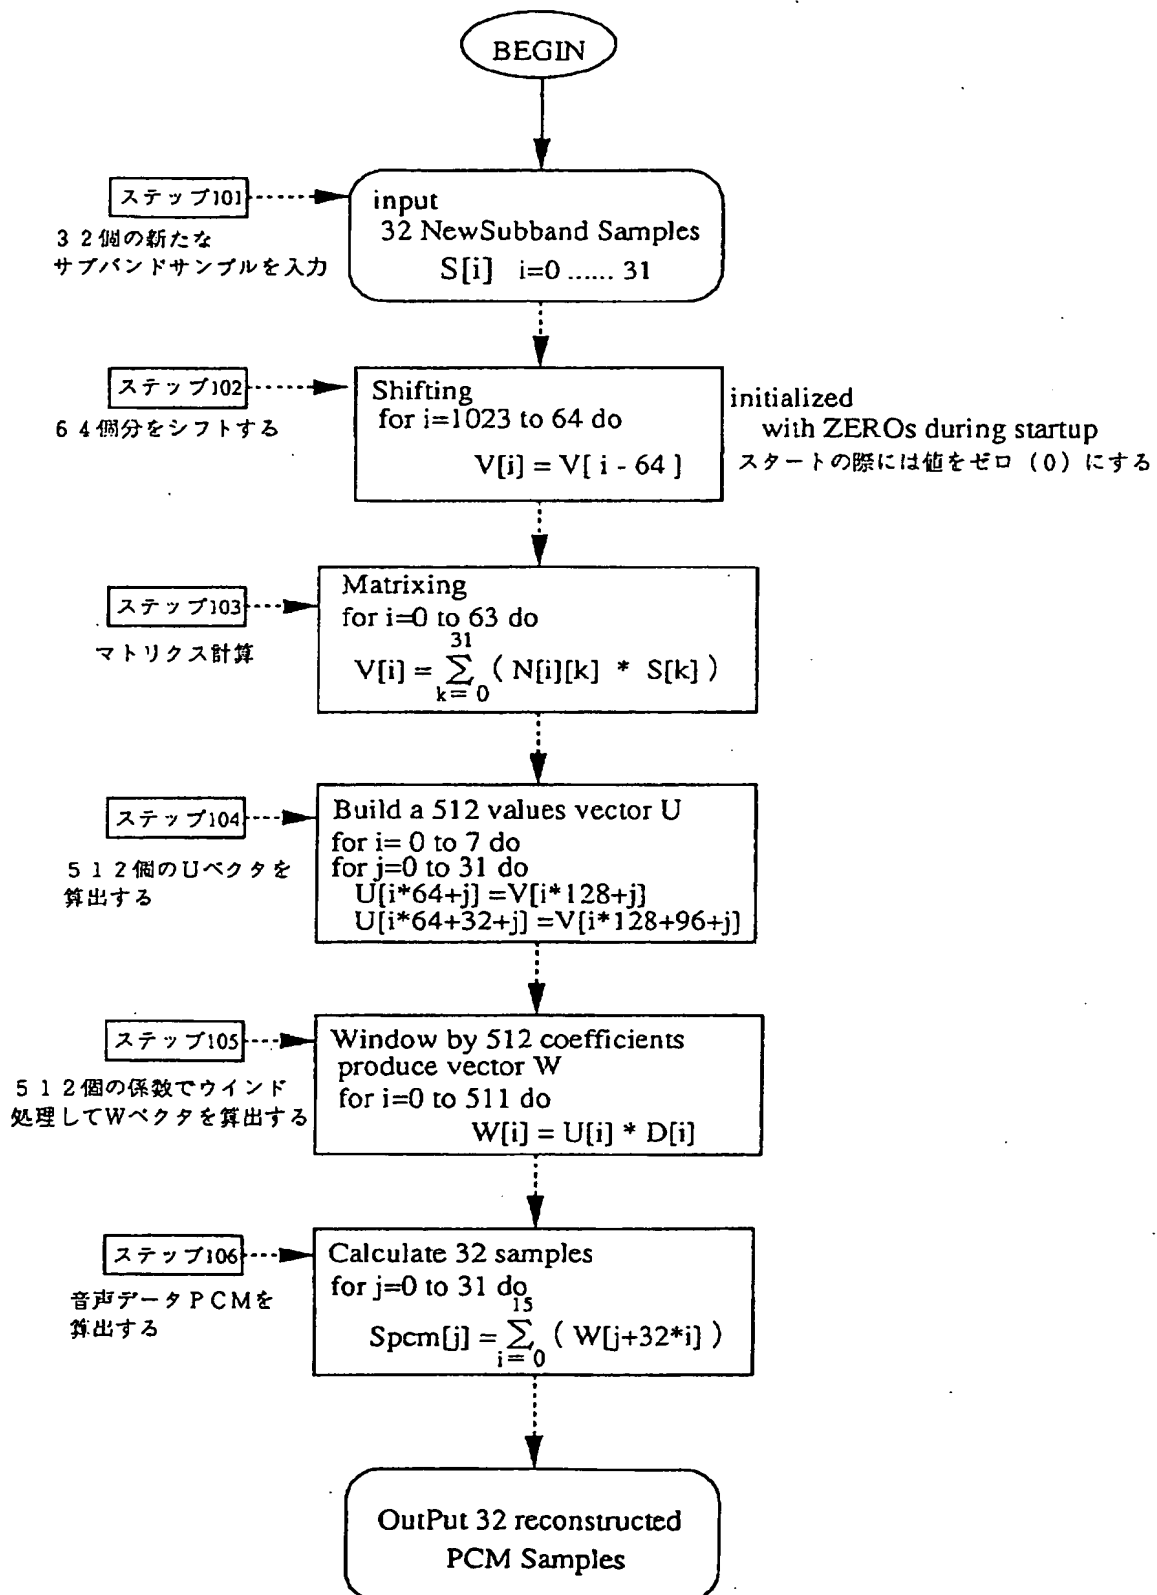 BEGIN
ステップ101
32個の新たな
サブバンドサンプルを入力
input
32 NewSubband Samples
S[i] i=0 ...... 31
ステップ102
64個分をシフトする
Shifting
for i=1023 to 64 do
V[i] = V[ i - 64 ]
initialized
with ZEROs during startup
スタートの際には値をゼロ (0) にする
ステップ103
マトリクス計算
Matrixing
for i=0 to 63 do
31
V[i] = ∑ ( N[i][k] * S[k] )
k= 0
ステップ104
512個のUベクタを
算出する
Build a 512 values vector U
for i= 0 to 7 do
for j=0 to 31 do
U[i*64+j] =V[i*128+j]
U[i*64+32+j] =V[i*128+96+j]
ステップ105
512個の係数でウインド
処理してWベクタを算出する
Window by 512 coefficients
produce vector W
for i=0 to 511 do
W[i] = U[i] * D[i]
ステップ106
音声データPCMを
算出する
Calculate 32 samples
for j=0 to 31 do
15
Spcm[j] = ∑ ( W[j+32*i] )
i= 0
OutPut 32 reconstructed
PCM Samples